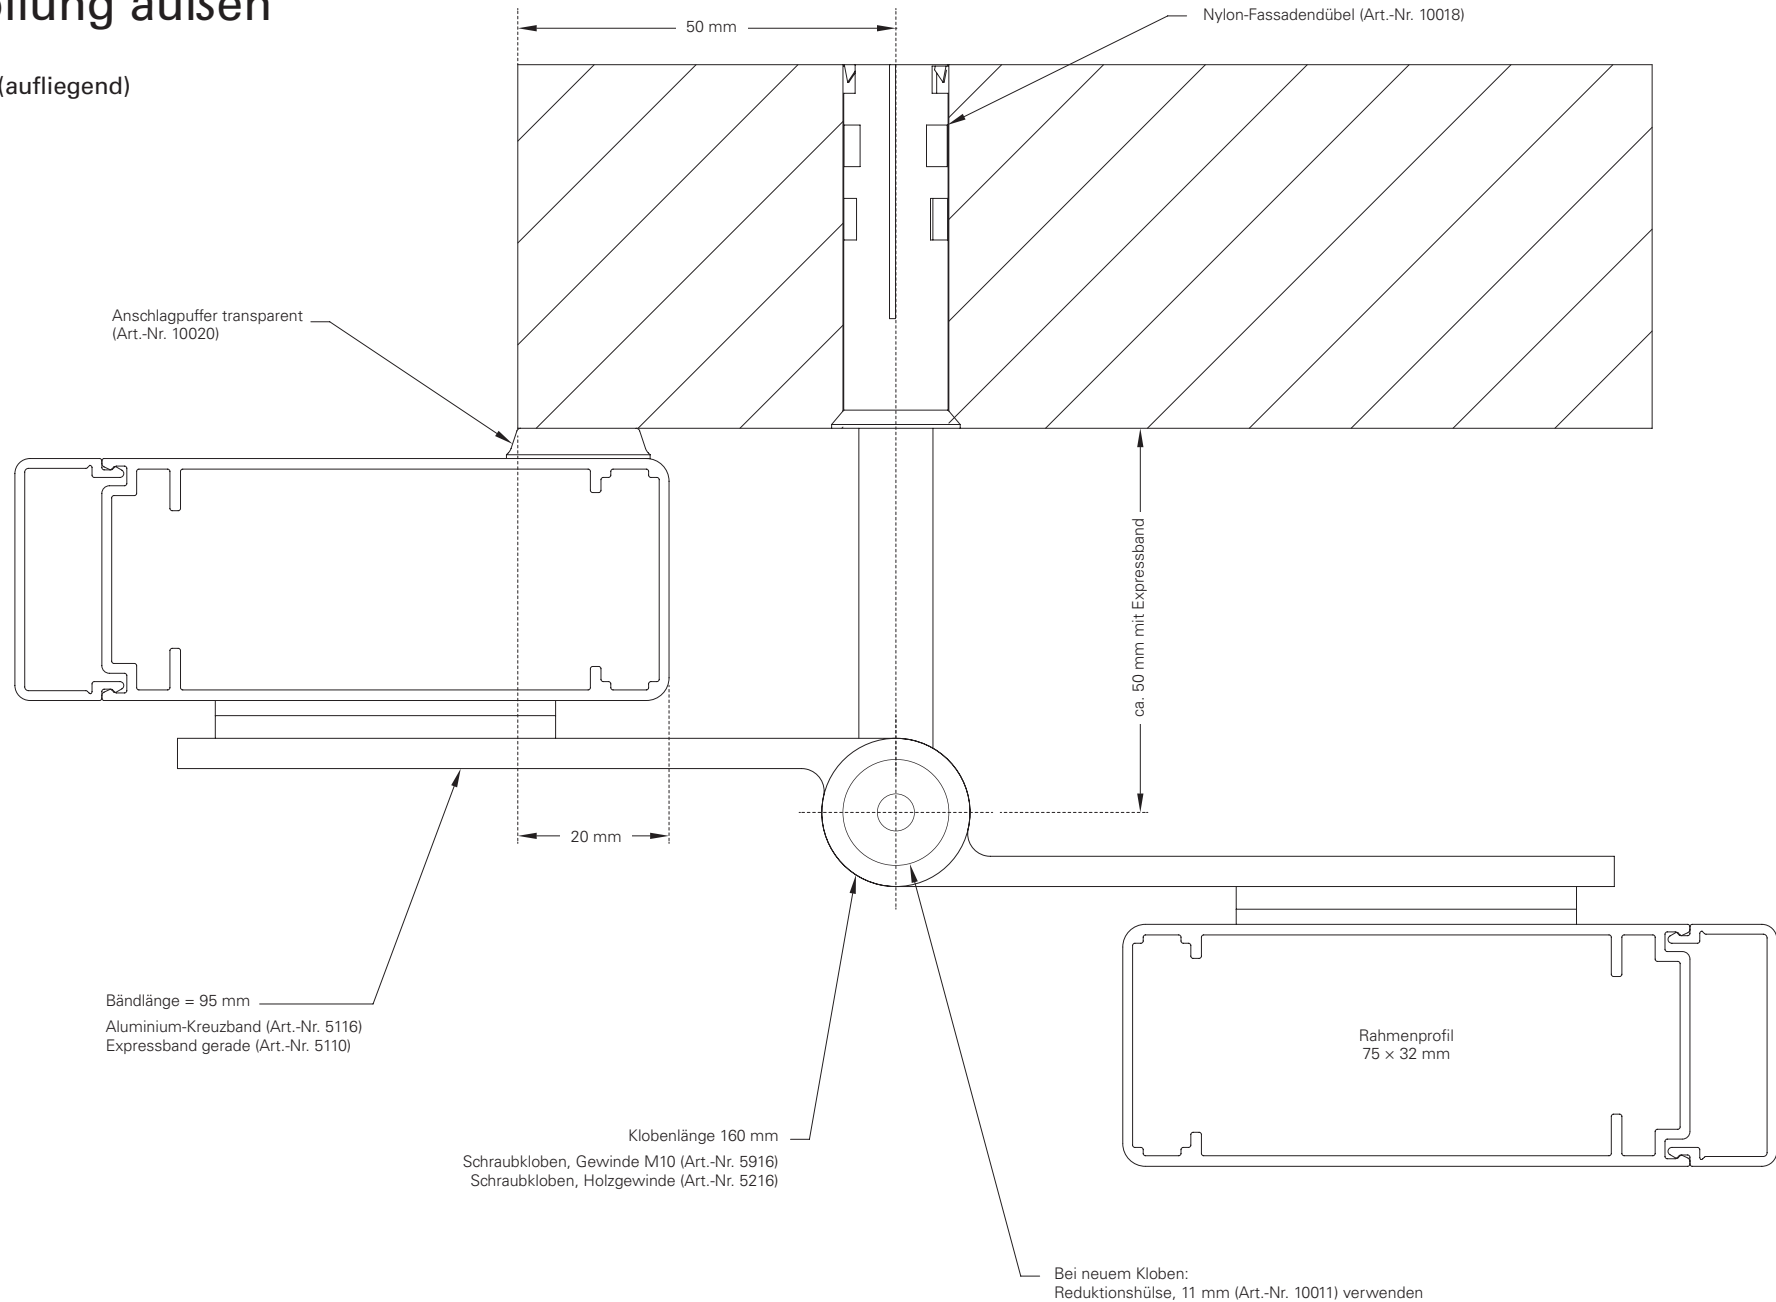 außen
(aufliegend)
50 mm
Nylon-Fassadendübel (Art.-Nr. 10018)
Anschlagpuffer transparent
(Art.-Nr. 10020)
ca. 50 mm mit Expressband
20 mm
Bändlänge = 95 mm
Aluminium-Kreuzband (Art.-Nr. 5116)
Expressband gerade (Art.-Nr. 5110)
Rahmenprofil
75 × 32 mm
Klobenlänge 160 mm
Schraubkloben, Gewinde M10 (Art.-Nr. 5916)
Schraubkloben, Holzgewinde (Art.-Nr. 5216)
Bei neuem Kloben:
Reduktionshülse, 11 mm (Art.-Nr. 10011) verwenden